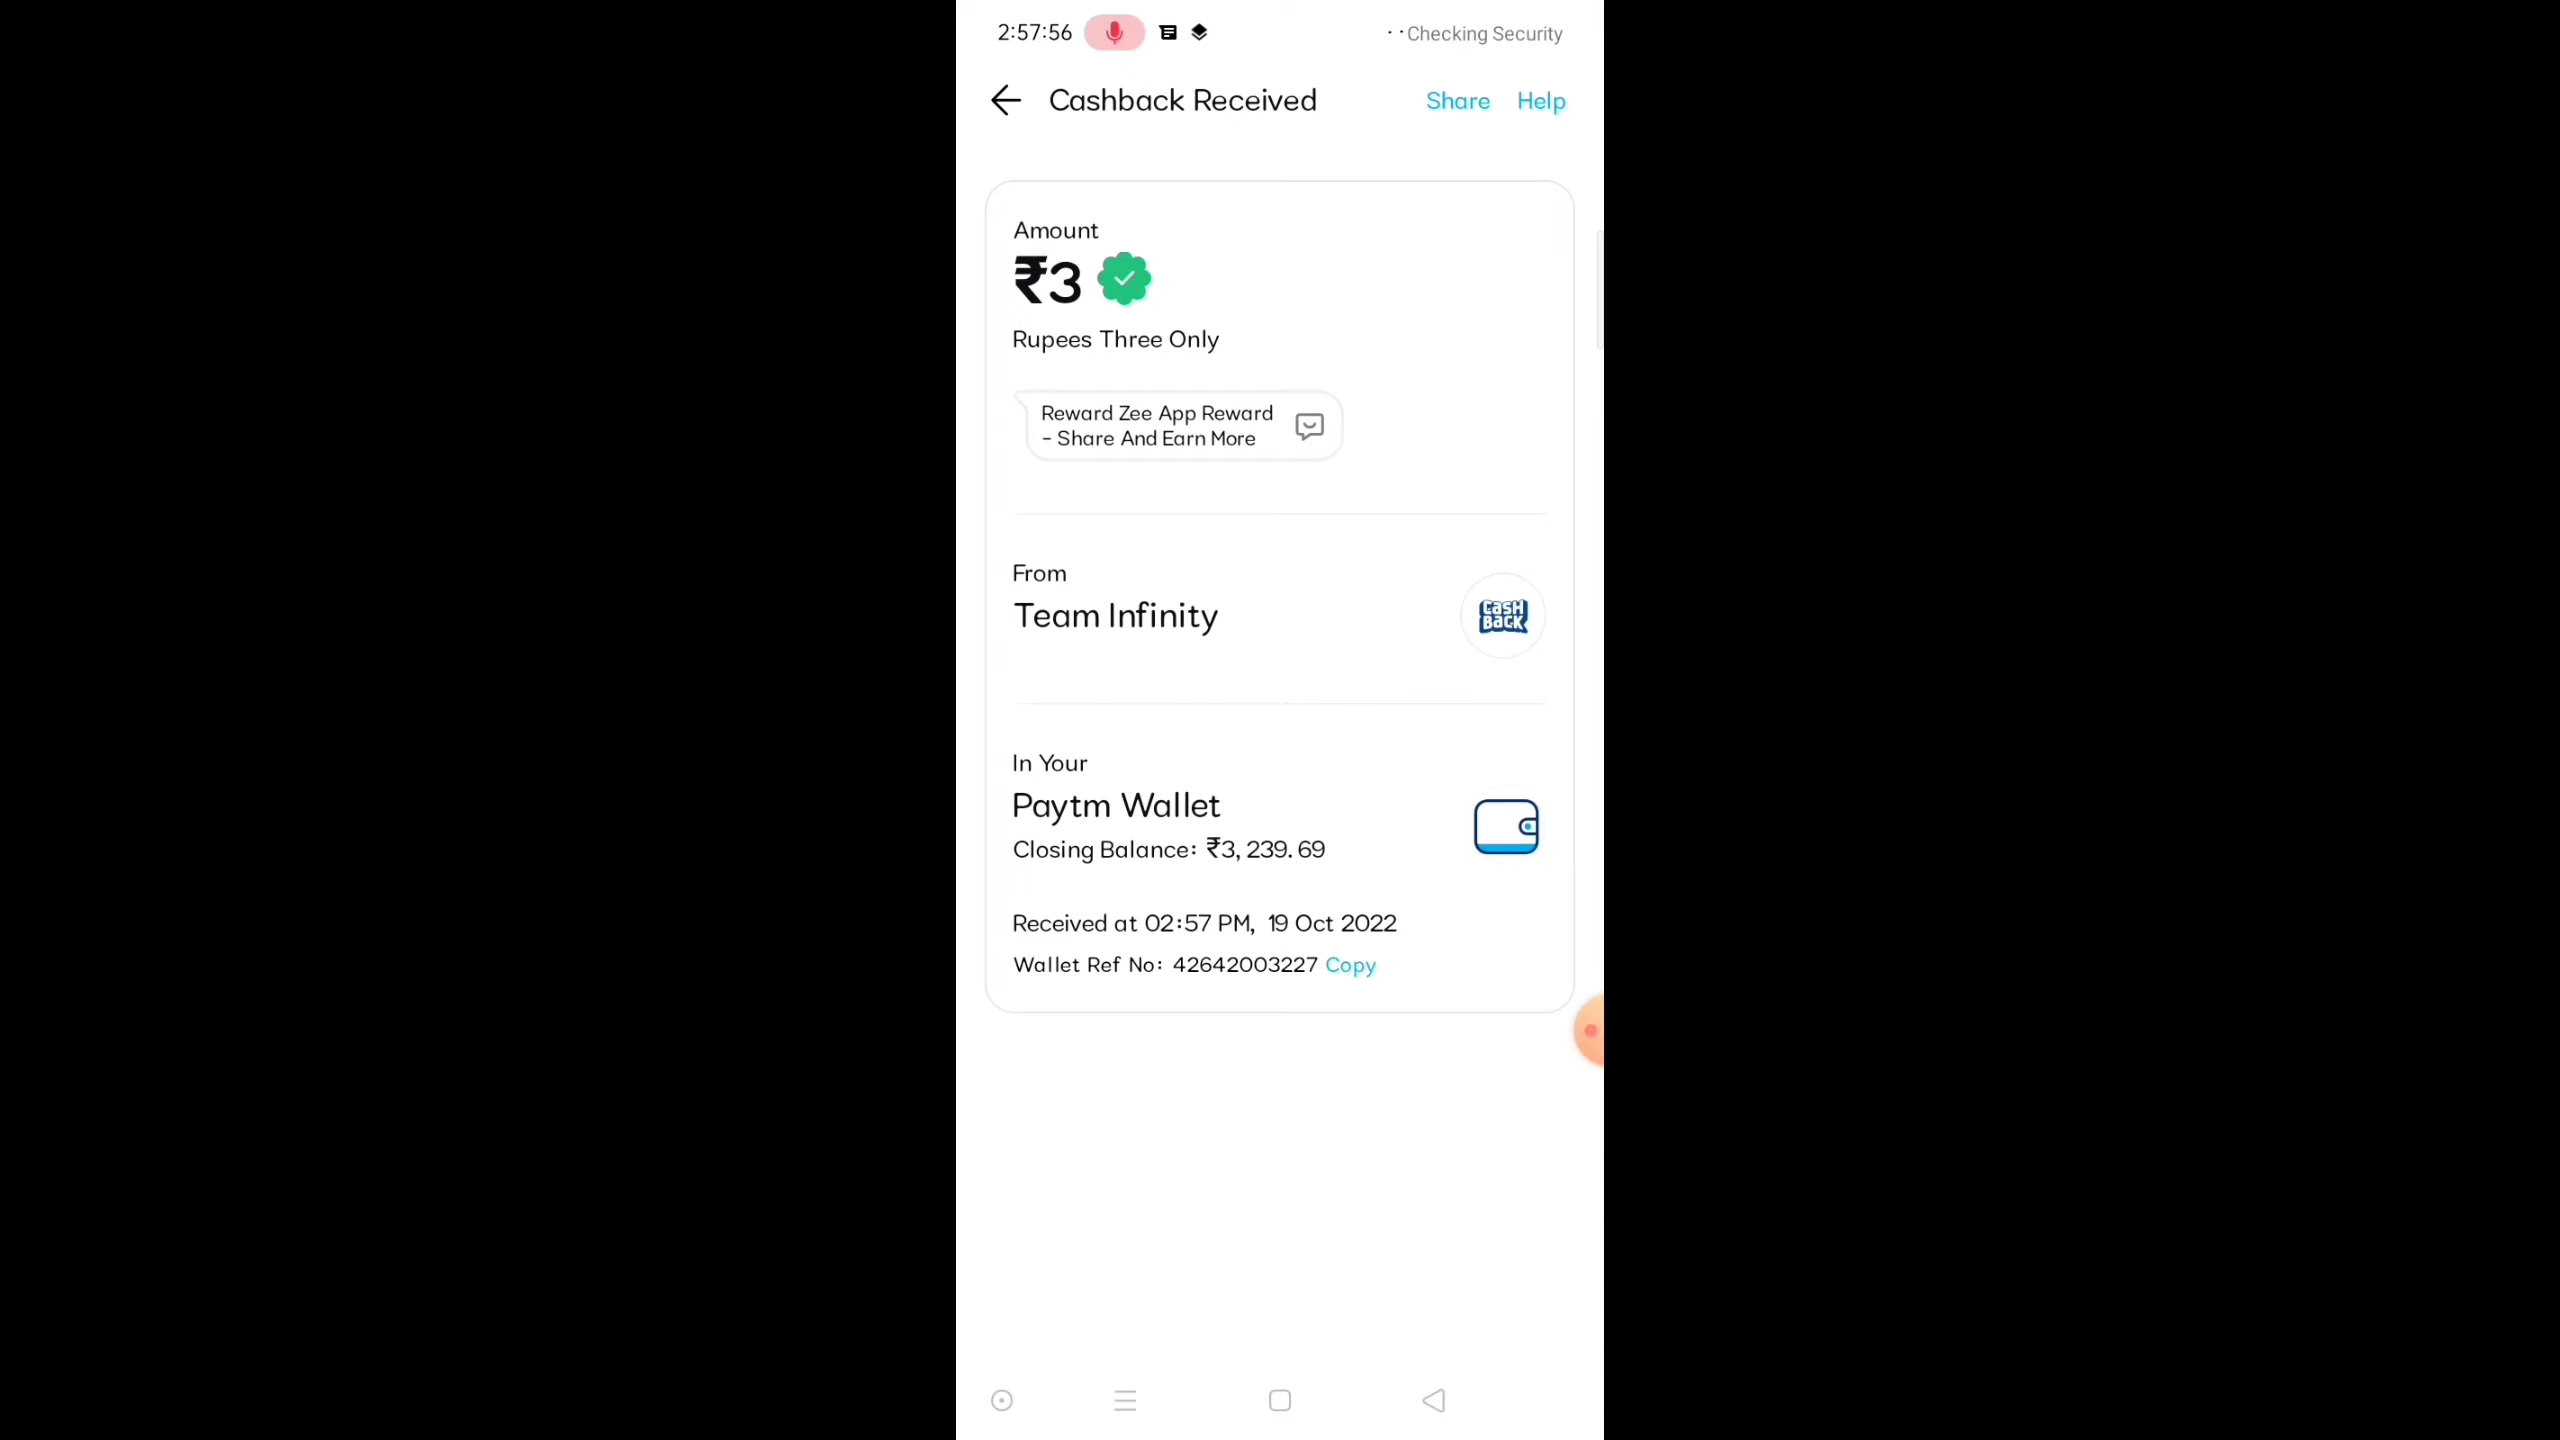 2:57:56
Checking Security
Cashback Received
Share Help
Amount
₹3
Rupees Three Only
Reward Zee App Reward
- Share And Earn More
From
Team Infinity
CASH
BACK
In Your
Paytm Wallet
Closing Balance: ₹3,239.69
Received at 02:57 PM, 19 Oct 2022
Wallet Ref No: 42642003227 Copy